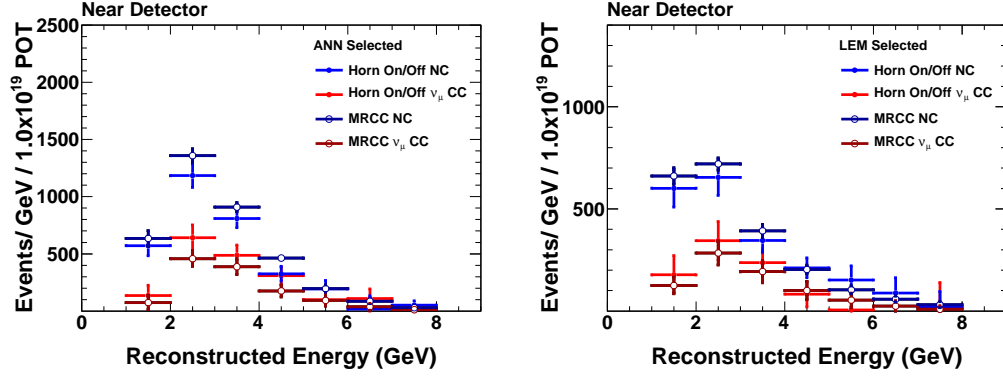 Near Detector
Events/ GeV / 1.0x10¹⁹ POT
2500
2000
1500
1000
500
ANN Selected
Horn On/Off NC
Horn On/Off νμ CC
MRCC NC
MRCC νμ CC
0 2 4 6 8
Reconstructed Energy (GeV)
Near Detector
Events/ GeV / 1.0x10¹⁹ POT
1000
500
LEM Selected
Horn On/Off NC
Horn On/Off νμ CC
MRCC NC
MRCC νμ CC
0 2 4 6 8
Reconstructed Energy (GeV)